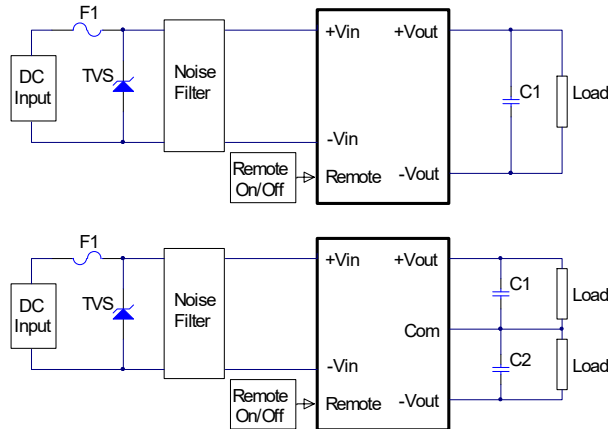 F1
+Vin
+Vout
DC
Input
TVS
Noise
Filter
C1
Load
-Vin
Remote
On/Off
Remote
-Vout
F1
+Vin
+Vout
DC
Input
TVS
Noise
Filter
C1
Load
Com
-Vin
C2
Load
Remote
On/Off
Remote
-Vout